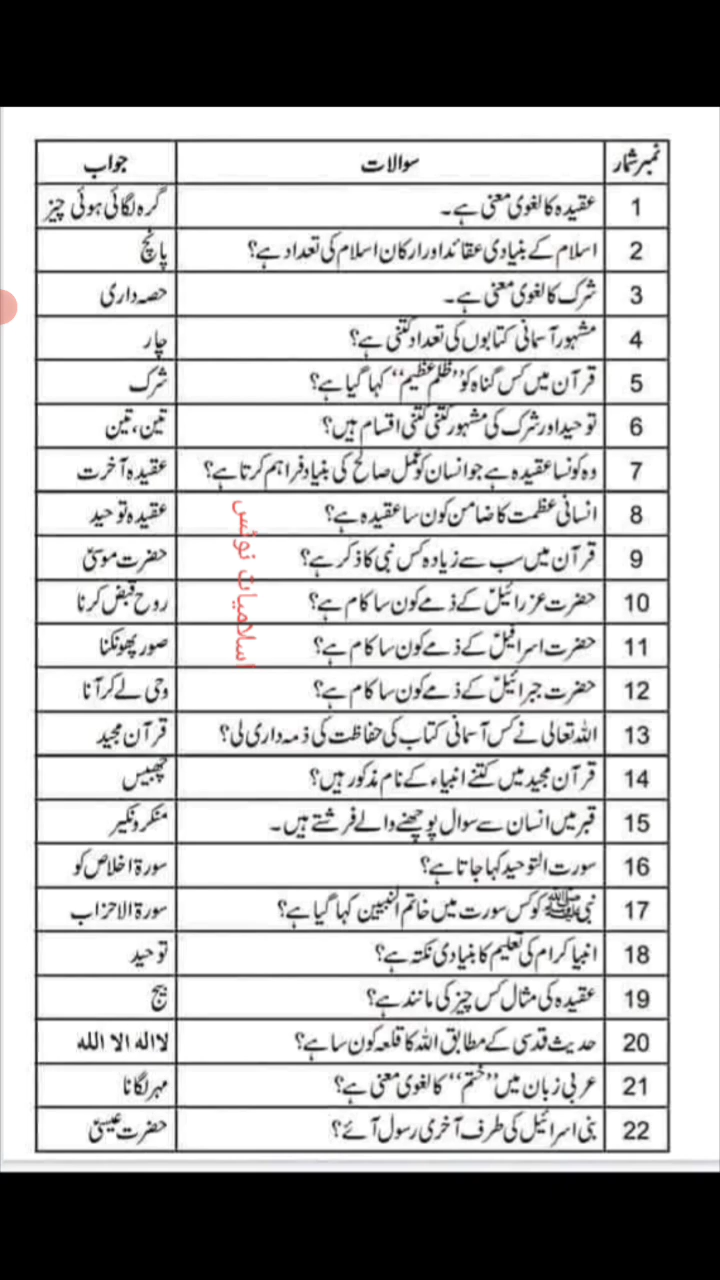 نمبر شمار سوالات جواب
1 عقیدہ کا لغوی معنی ہے۔ گرہ لگائی ہوئی چیز
2 اسلام کے بنیادی عقائد اور ارکان اسلام کی تعداد ہے؟ پانچ
3 شرک کا لغوی معنی ہے۔ حصہ داری
4 مشہور آسمانی کتابوں کی تعداد کتنی ہے؟ چار
5 قرآن میں کس گناہ کو ”ظلم عظیم“ کہا گیا ہے؟ شرک
6 توحید اور شرک کی مشہور کتنی کتنی اقسام ہیں؟ تین، تین
7 وہ کونسا عقیدہ ہے جو انسان کو عمل صالح کی بنیاد فراہم کرتا ہے؟ عقیدہ آخرت
8 انسانی عظمت کا ضامن کون سا عقیدہ ہے؟ عقیدہ توحید
9 قرآن میں سب سے زیادہ کس نبی کا ذکر ہے؟ حضرت موسیٰؑ
10 حضرت عزرائیلؑ کے ذمے کون سا کام ہے؟ روح قبض کرنا
11 حضرت اسرافیلؑ کے ذمے کون سا کام ہے؟ صور پھونکنا
12 حضرت جبرائیلؑ کے ذمے کون سا کام ہے؟ وحی لے کر آنا
13 اللہ تعالی نے کس آسمانی کتاب کی حفاظت کی ذمہ داری لی؟ قرآن مجید
14 قرآن مجید میں کتنے انبیاء کے نام مذکور ہیں؟ چھبیس
15 قبر میں انسان سے سوال پوچھنے والے فرشتے ہیں۔ منکر و نکیر
16 سورت التوحید کہا جاتا ہے؟ سورۃ اخلاص کو
17 نبی ﷺ کو کس سورت میں خاتم النبیین کہا گیا ہے؟ سورۃ الاحزاب
18 انبیا کرام کی تعلیم کا بنیادی نکتہ ہے؟ توحید
19 عقیدہ کی مثال کس چیز کی مانند ہے؟ بیج
20 حدیث قدسی کے مطابق اللہ کا قلعہ کون سا ہے؟ لا الہ الا اللہ
21 عربی زبان میں ”ختم“ کا لغوی معنی ہے؟ مہر لگانا
22 بنی اسرائیل کی طرف آخری رسول آئے؟ حضرت عیسیٰؑ
اسلامیات نوٹس